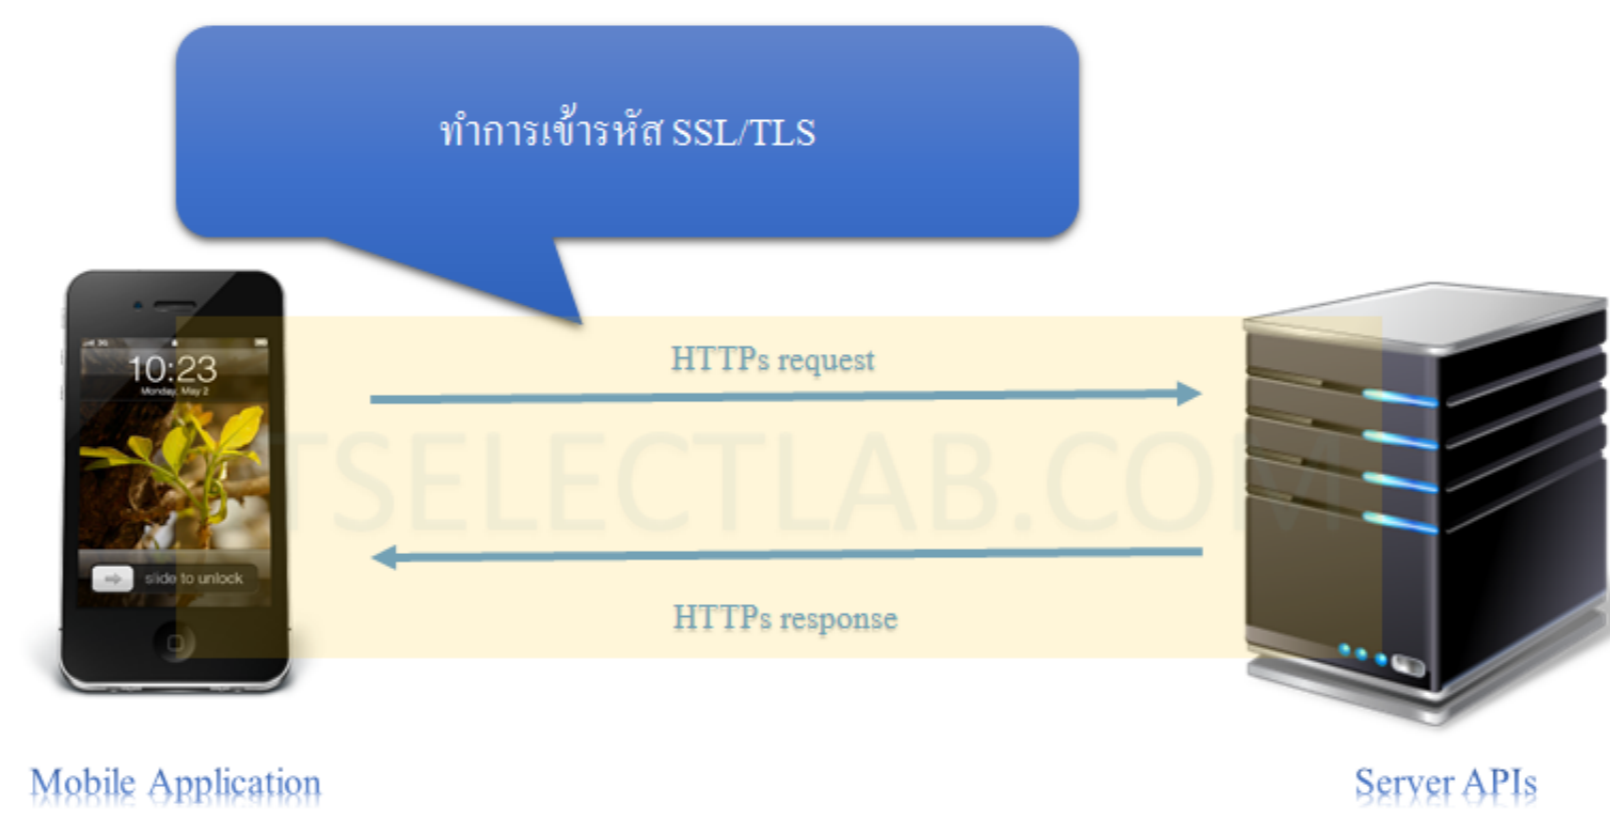 ทำการเข้ารหัส SSL/TLS
10:23
Monday, May 2
HTTPs request
TSELECTLAB.COM
slide to unlock
HTTPs response
Mobile Application
Server APIs